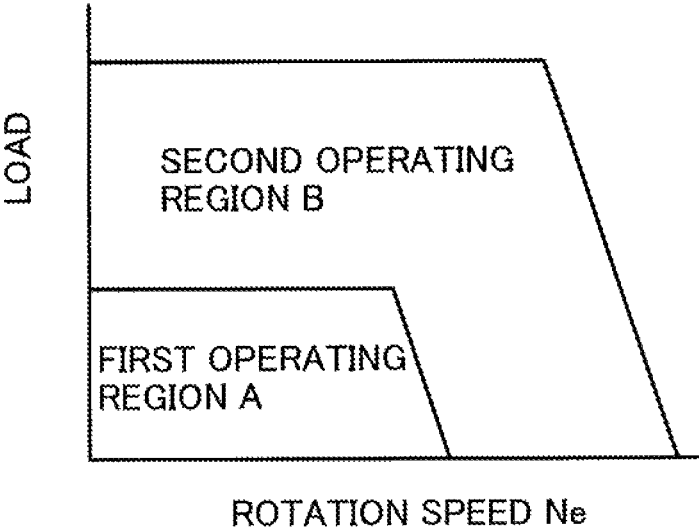 LOAD
SECOND OPERATING
REGION B
FIRST OPERATING
REGION A
ROTATION SPEED Ne